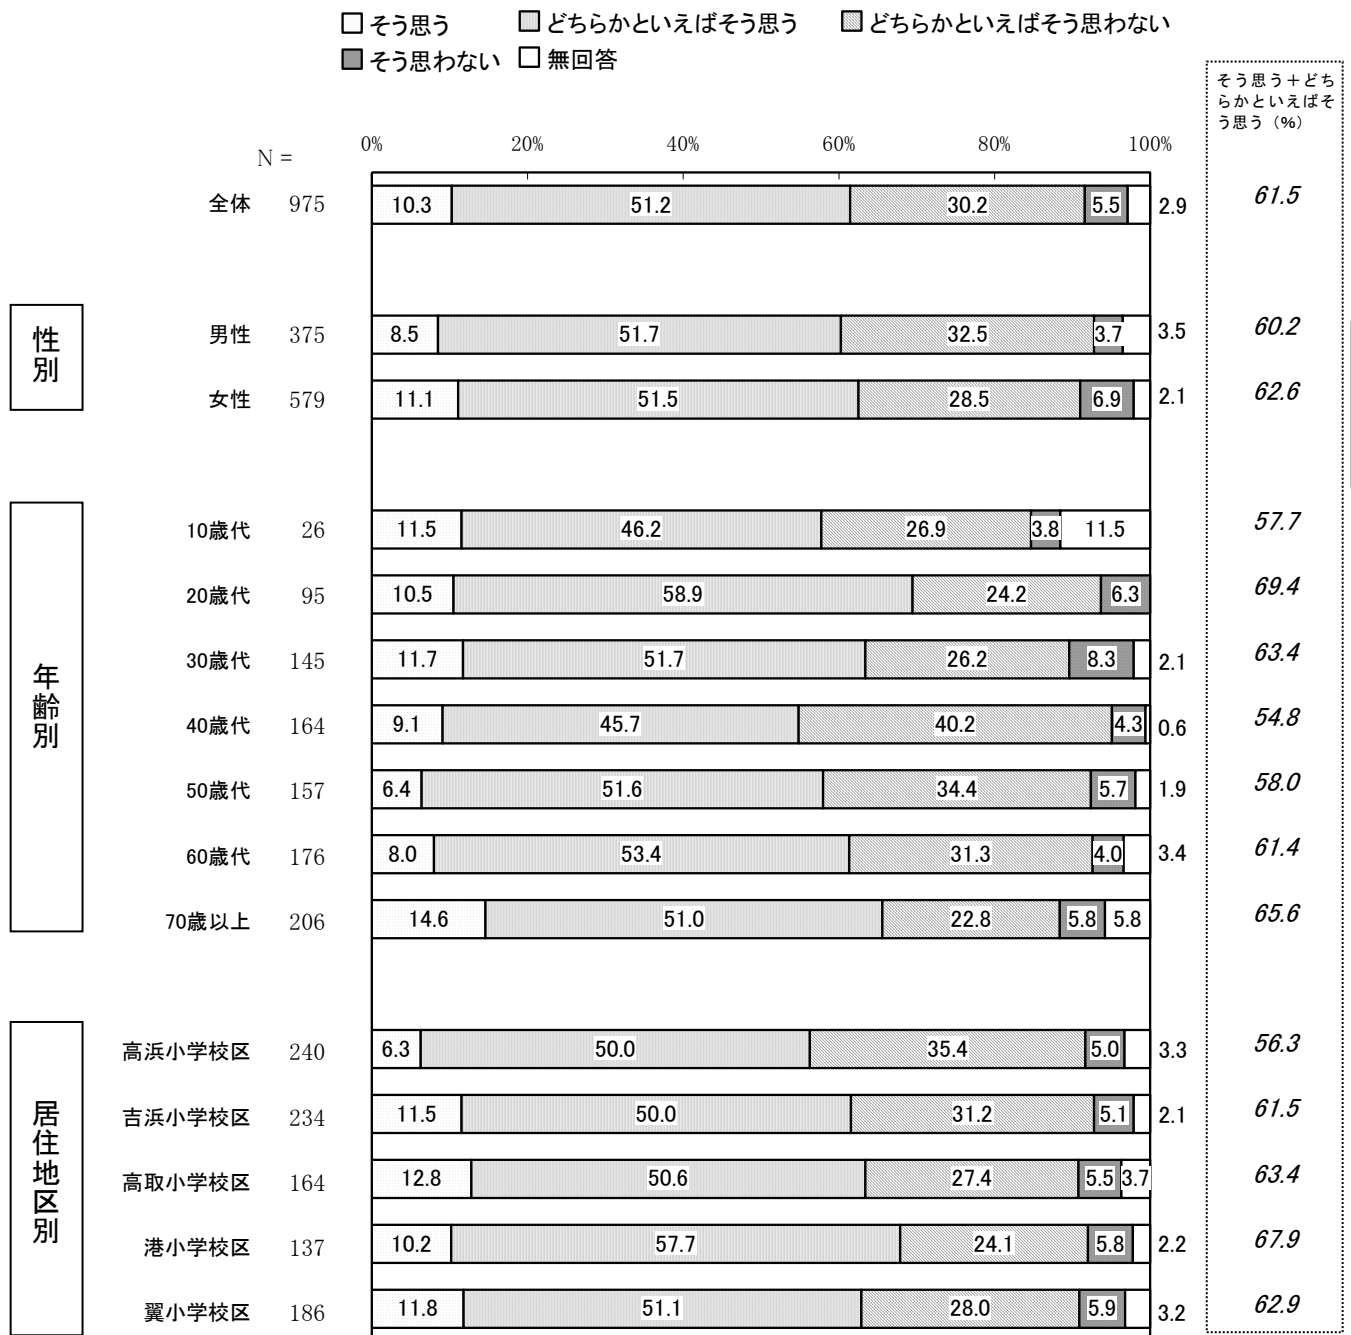 そう思う どちらかといえばそう思う どちらかといえばそう思わない
そう思わない 無回答
そう思う＋どち
らかといえばそ
う思う（%）
N = 0% 20% 40% 60% 80% 100%
全体 975 10.3 51.2 30.2 5.5 2.9 61.5
性別
男性 375 8.5 51.7 32.5 3.7 3.5 60.2
女性 579 11.1 51.5 28.5 6.9 2.1 62.6
年齢別
10歳代 26 11.5 46.2 26.9 3.8 11.5 57.7
20歳代 95 10.5 58.9 24.2 6.3 69.4
30歳代 145 11.7 51.7 26.2 8.3 2.1 63.4
40歳代 164 9.1 45.7 40.2 4.3 0.6 54.8
50歳代 157 6.4 51.6 34.4 5.7 1.9 58.0
60歳代 176 8.0 53.4 31.3 4.0 3.4 61.4
70歳以上 206 14.6 51.0 22.8 5.8 5.8 65.6
居住地区別
高浜小学校区 240 6.3 50.0 35.4 5.0 3.3 56.3
吉浜小学校区 234 11.5 50.0 31.2 5.1 2.1 61.5
高取小学校区 164 12.8 50.6 27.4 5.5 3.7 63.4
港小学校区 137 10.2 57.7 24.1 5.8 2.2 67.9
翼小学校区 186 11.8 51.1 28.0 5.9 3.2 62.9